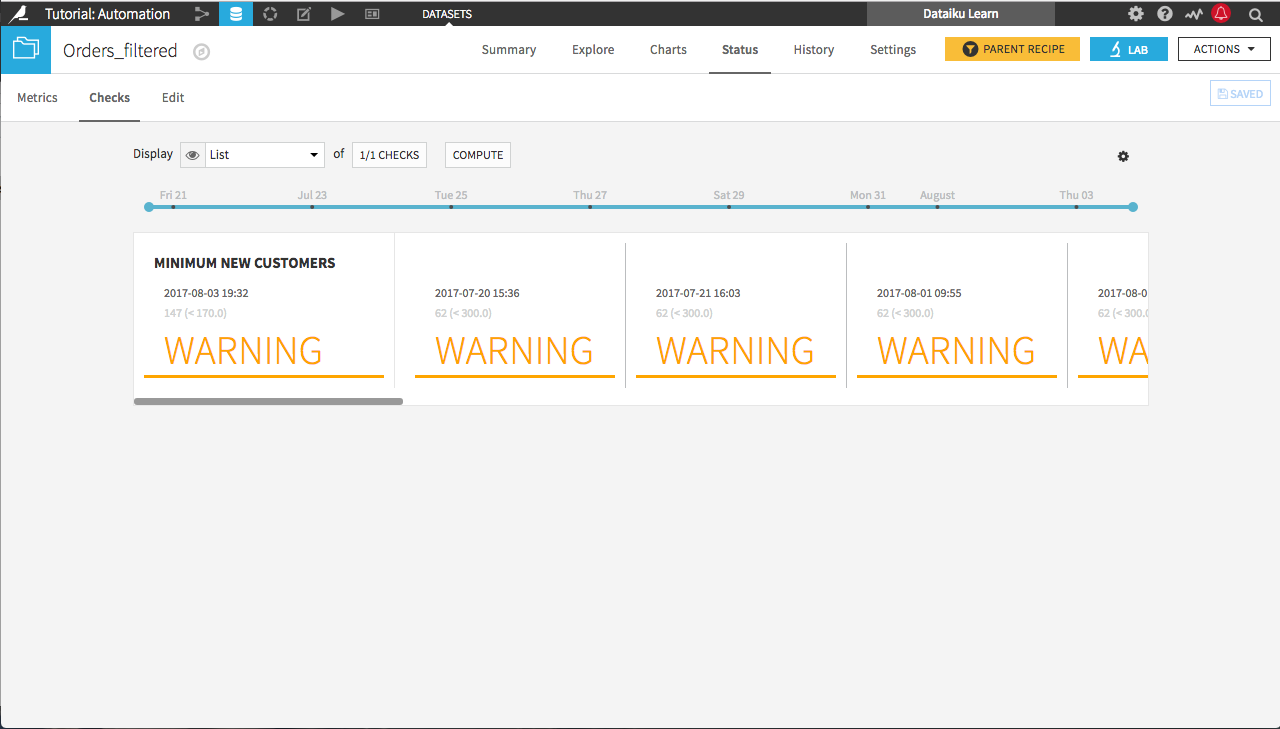 Tutorial: Automation DATASETS Dataiku Learn
Orders_filtered Summary Explore Charts Status History Settings PARENT RECIPE LAB ACTIONS
Metrics Checks Edit SAVED
Display List of 1/1 CHECKS COMPUTE
Fri 21 Jul 23 Tue 25 Thu 27 Sat 29 Mon 31 August Thu 03
MINIMUM NEW CUSTOMERS
2017-08-03 19:32 2017-07-20 15:36 2017-07-21 16:03 2017-08-01 09:55 2017-08-0
147 (< 170.0) 62 (< 300.0) 62 (< 300.0) 62 (< 300.0) 62 (< 300.0
WARNING WARNING WARNING WARNING WA